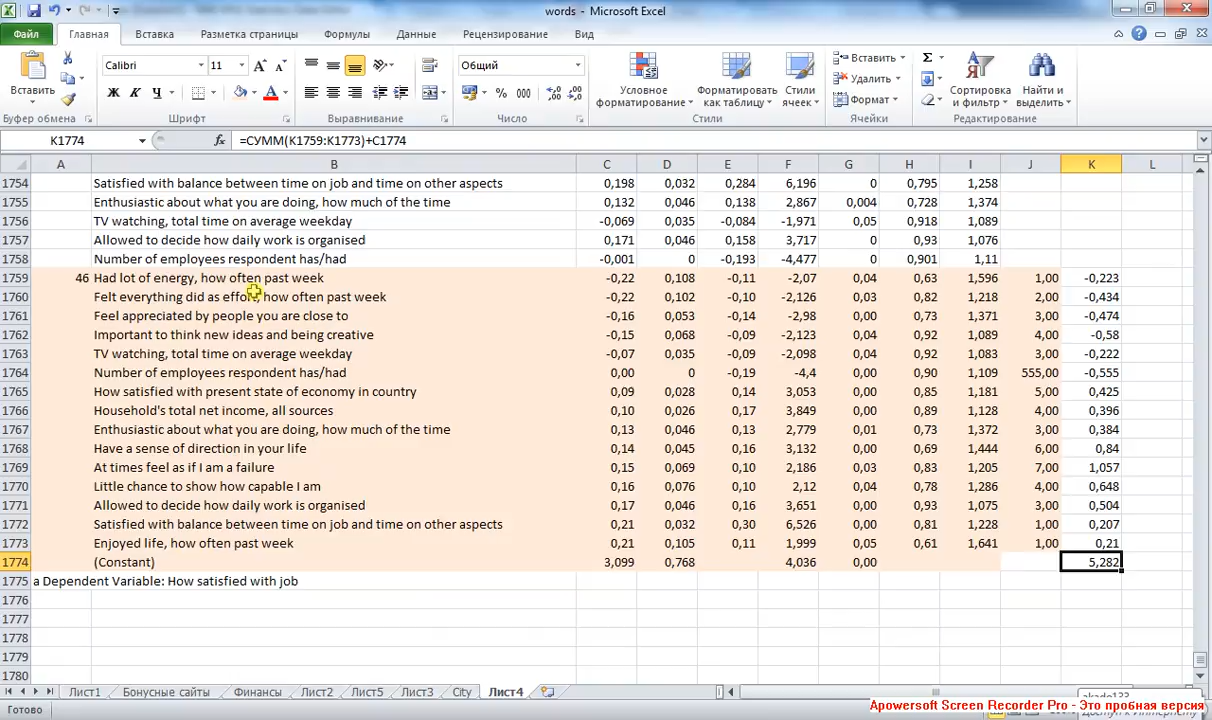 words - Microsoft Excel
Файл Главная Вставка Разметка страницы Формулы Данные Рецензирование Вид
Вставить
Calibri 11
Ж К Ч
Общий
% 000
Условное форматирование
Форматировать как таблицу
Стили ячеек
Вставить
Удалить
Формат
Сортировка и фильтр
Найти и выделить
Буфер обмена Шрифт Выравнивание Число Стили Ячейки Редактирование
K1774 fx =СУММ(K1759:K1773)+C1774
A B C D E F G H I J K L
1754 Satisfied with balance between time on job and time on other aspects 0,198 0,032 0,284 6,196 0 0,795 1,258
1755 Enthusiastic about what you are doing, how much of the time 0,132 0,046 0,138 2,867 0,004 0,728 1,374
1756 TV watching, total time on average weekday -0,069 0,035 -0,084 -1,971 0,05 0,918 1,089
1757 Allowed to decide how daily work is organised 0,171 0,046 0,158 3,717 0 0,93 1,076
1758 Number of employees respondent has/had -0,001 0 -0,193 -4,477 0 0,901 1,11
1759 46 Had lot of energy, how often past week -0,22 0,108 -0,11 -2,07 0,04 0,63 1,596 1,00 -0,223
1760 Felt everything did as effort, how often past week -0,22 0,102 -0,10 -2,126 0,03 0,82 1,218 2,00 -0,434
1761 Feel appreciated by people you are close to -0,16 0,053 -0,14 -2,98 0,00 0,73 1,371 3,00 -0,474
1762 Important to think new ideas and being creative -0,15 0,068 -0,09 -2,123 0,04 0,92 1,089 4,00 -0,58
1763 TV watching, total time on average weekday -0,07 0,035 -0,09 -2,098 0,04 0,92 1,083 3,00 -0,222
1764 Number of employees respondent has/had 0,00 0 -0,19 -4,4 0,00 0,90 1,109 555,00 -0,555
1765 How satisfied with present state of economy in country 0,09 0,028 0,14 3,053 0,00 0,85 1,181 5,00 0,425
1766 Household's total net income, all sources 0,10 0,026 0,17 3,849 0,00 0,89 1,128 4,00 0,396
1767 Enthusiastic about what you are doing, how much of the time 0,13 0,046 0,13 2,779 0,01 0,73 1,372 3,00 0,384
1768 Have a sense of direction in your life 0,14 0,045 0,16 3,132 0,00 0,69 1,444 6,00 0,84
1769 At times feel as if I am a failure 0,15 0,069 0,10 2,186 0,03 0,83 1,205 7,00 1,057
1770 Little chance to show how capable I am 0,16 0,076 0,10 2,12 0,04 0,78 1,286 4,00 0,648
1771 Allowed to decide how daily work is organised 0,17 0,046 0,16 3,651 0,00 0,93 1,075 3,00 0,504
1772 Satisfied with balance between time on job and time on other aspects 0,21 0,032 0,30 6,526 0,00 0,81 1,228 1,00 0,207
1773 Enjoyed life, how often past week 0,21 0,105 0,11 1,999 0,05 0,61 1,641 1,00 0,21
1774 (Constant) 3,099 0,768 4,036 0,00 5,282
1775 a Dependent Variable: How satisfied with job
1776
1777
1778
1779
1780
Лист1 Бонусные сайты Финансы Лист2 Лист5 Лист3 City Лист4
Готово
Apowersoft Screen Recorder Pro - Это пробная версия